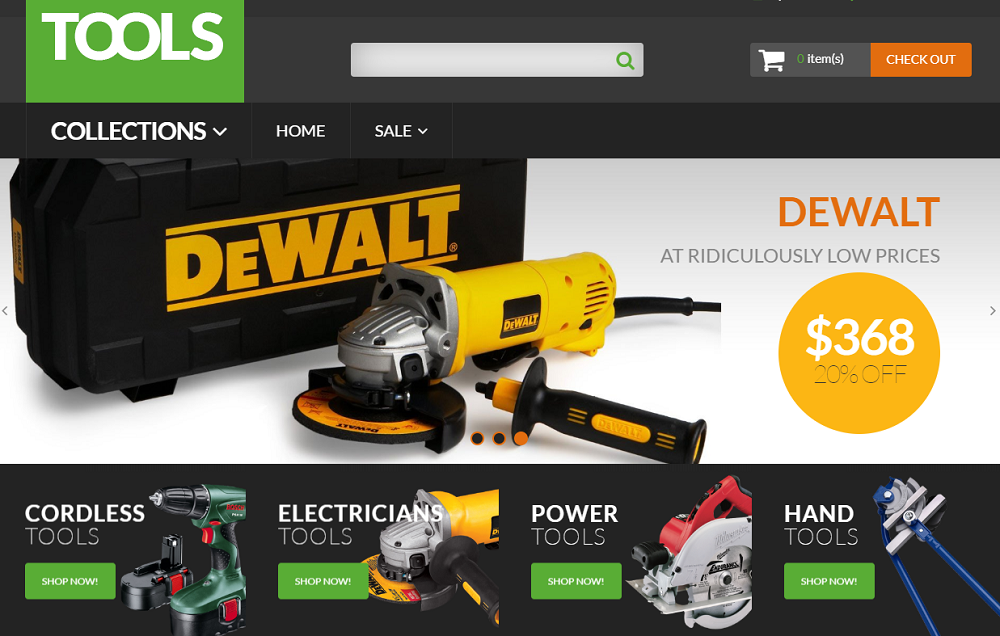 TOOLS
0 item(s)
CHECK OUT
COLLECTIONS
HOME
SALE
DEWALT®
DEWALT
AT RIDICULOUSLY LOW PRICES
$368
20% OFF
DEWALT
DEWALT
DEWALT
CORDLESS
TOOLS
SHOP NOW!
ELECTRICIANS
TOOLS
SHOP NOW!
POWER
TOOLS
SHOP NOW!
HAND
TOOLS
SHOP NOW!